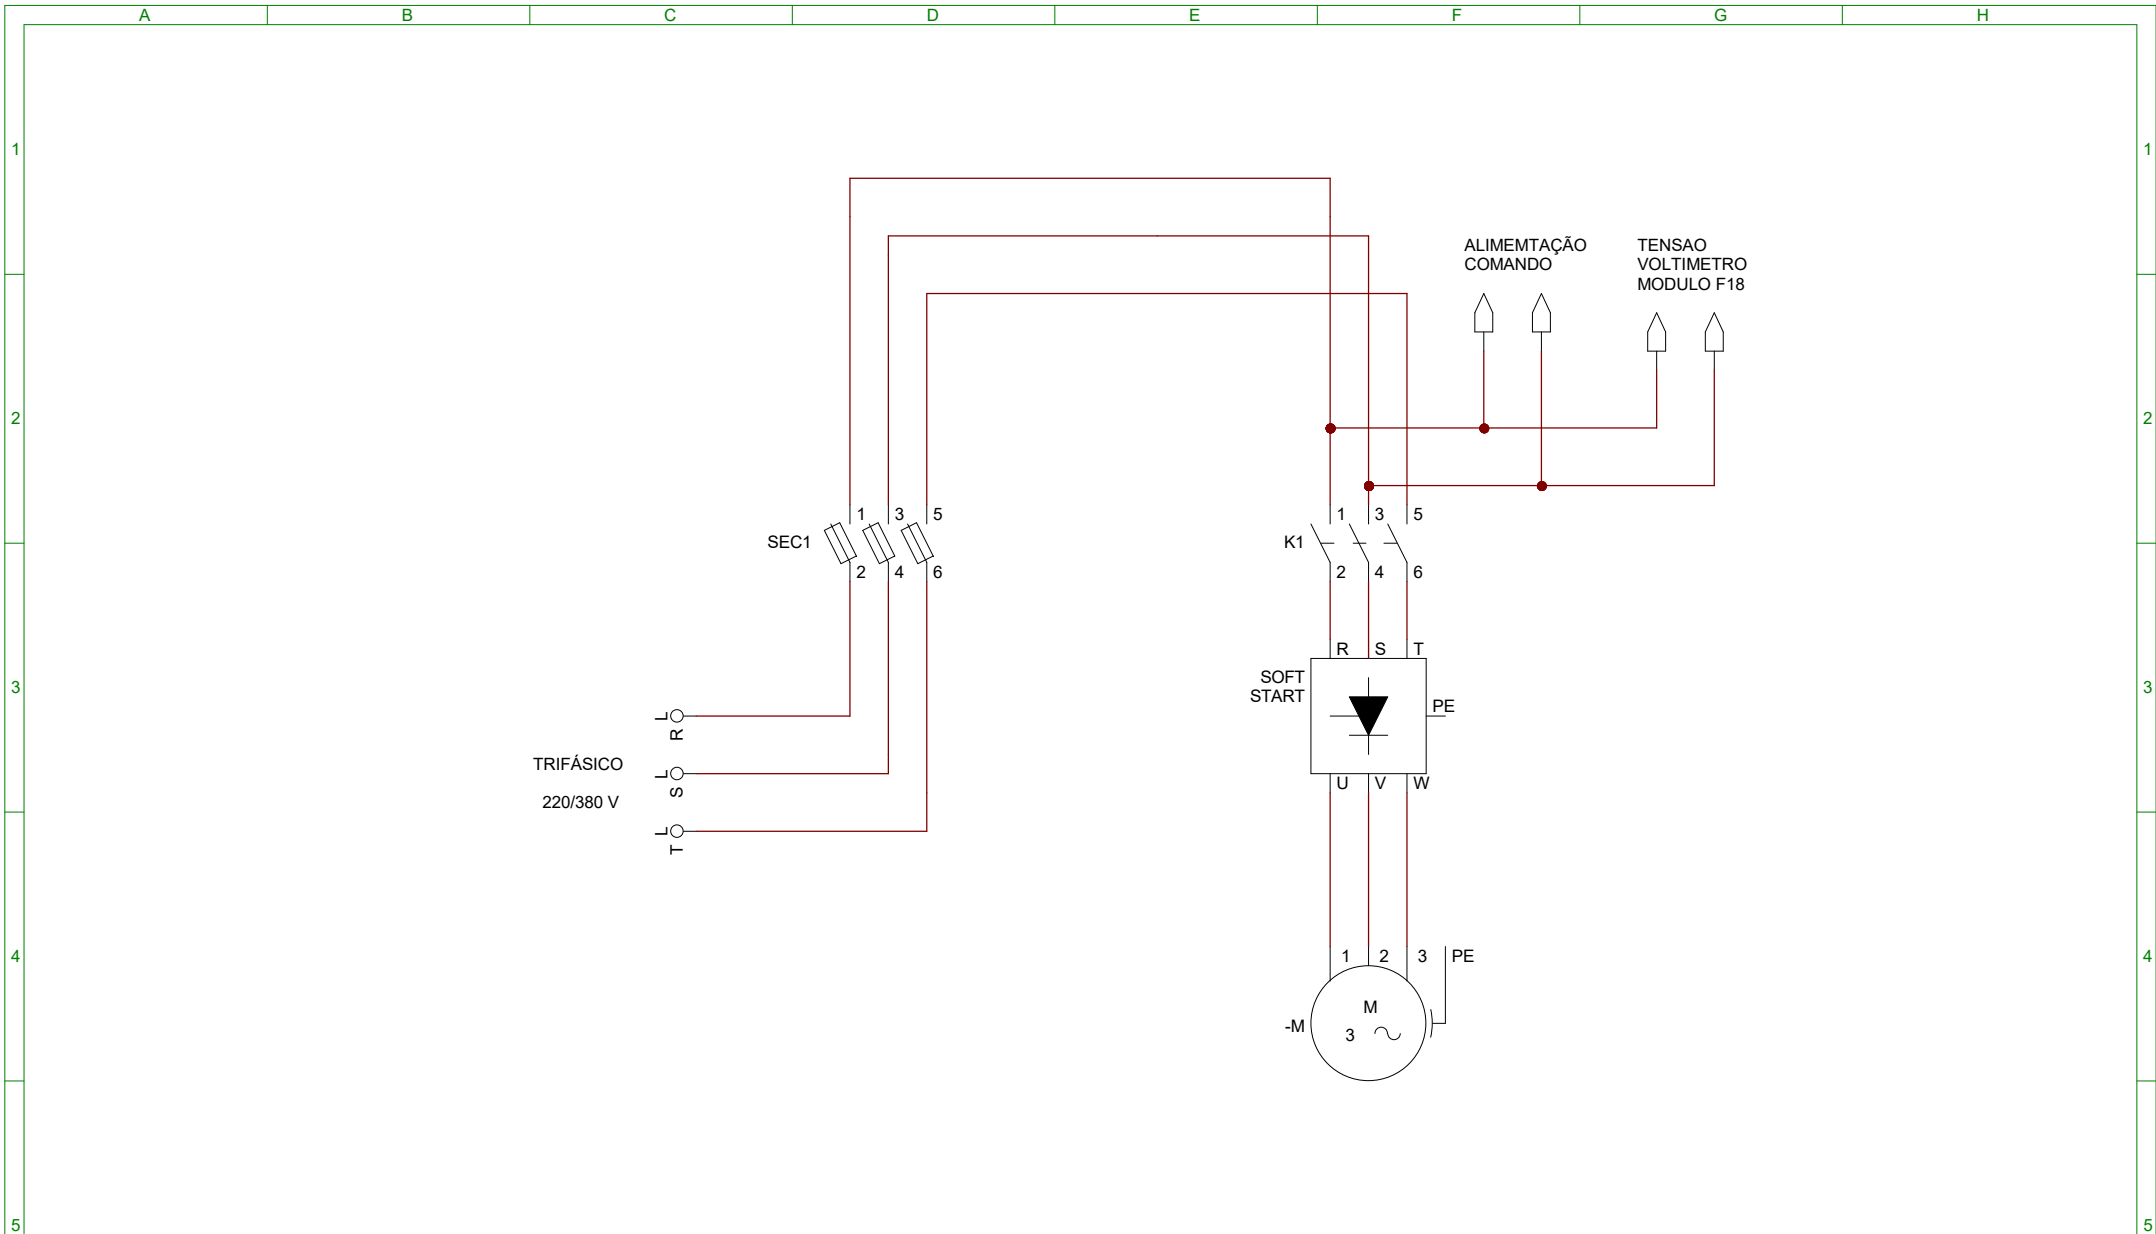 A B C D E F G H
1 1
ALIMEMTAÇÃO
COMANDO
TENSAO
VOLTIMETRO
MODULO F18
2 2
1 3 5
SEC1
2 4 6
1 3 5
K1
2 4 6
R S T
SOFT
START
PE
U V W
3 3
L
R
TRIFÁSICO
L
S
220/380 V
L
T
4 4
1 2 3 PE
M
-M
3
5 5